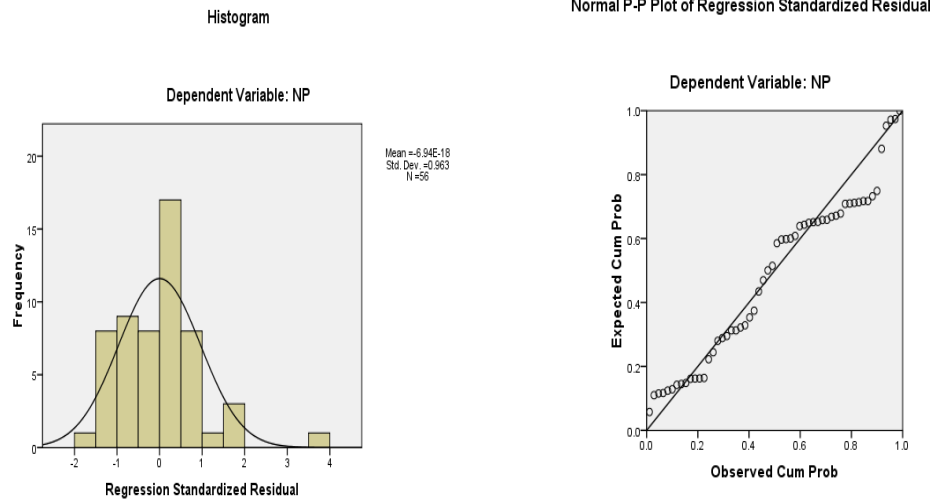 Histogram
Dependent Variable: NP
Mean =-6.94E-18
Std. Dev. =0.963
N =56
20
15
10
5
0
Frequency
-2 -1 0 1 2 3 4
Regression Standardized Residual
Normal P-P Plot of Regression Standardized Residual
Dependent Variable: NP
1.0
0.8
0.6
0.4
0.2
0.0
Expected Cum Prob
0.0 0.2 0.4 0.6 0.8 1.0
Observed Cum Prob